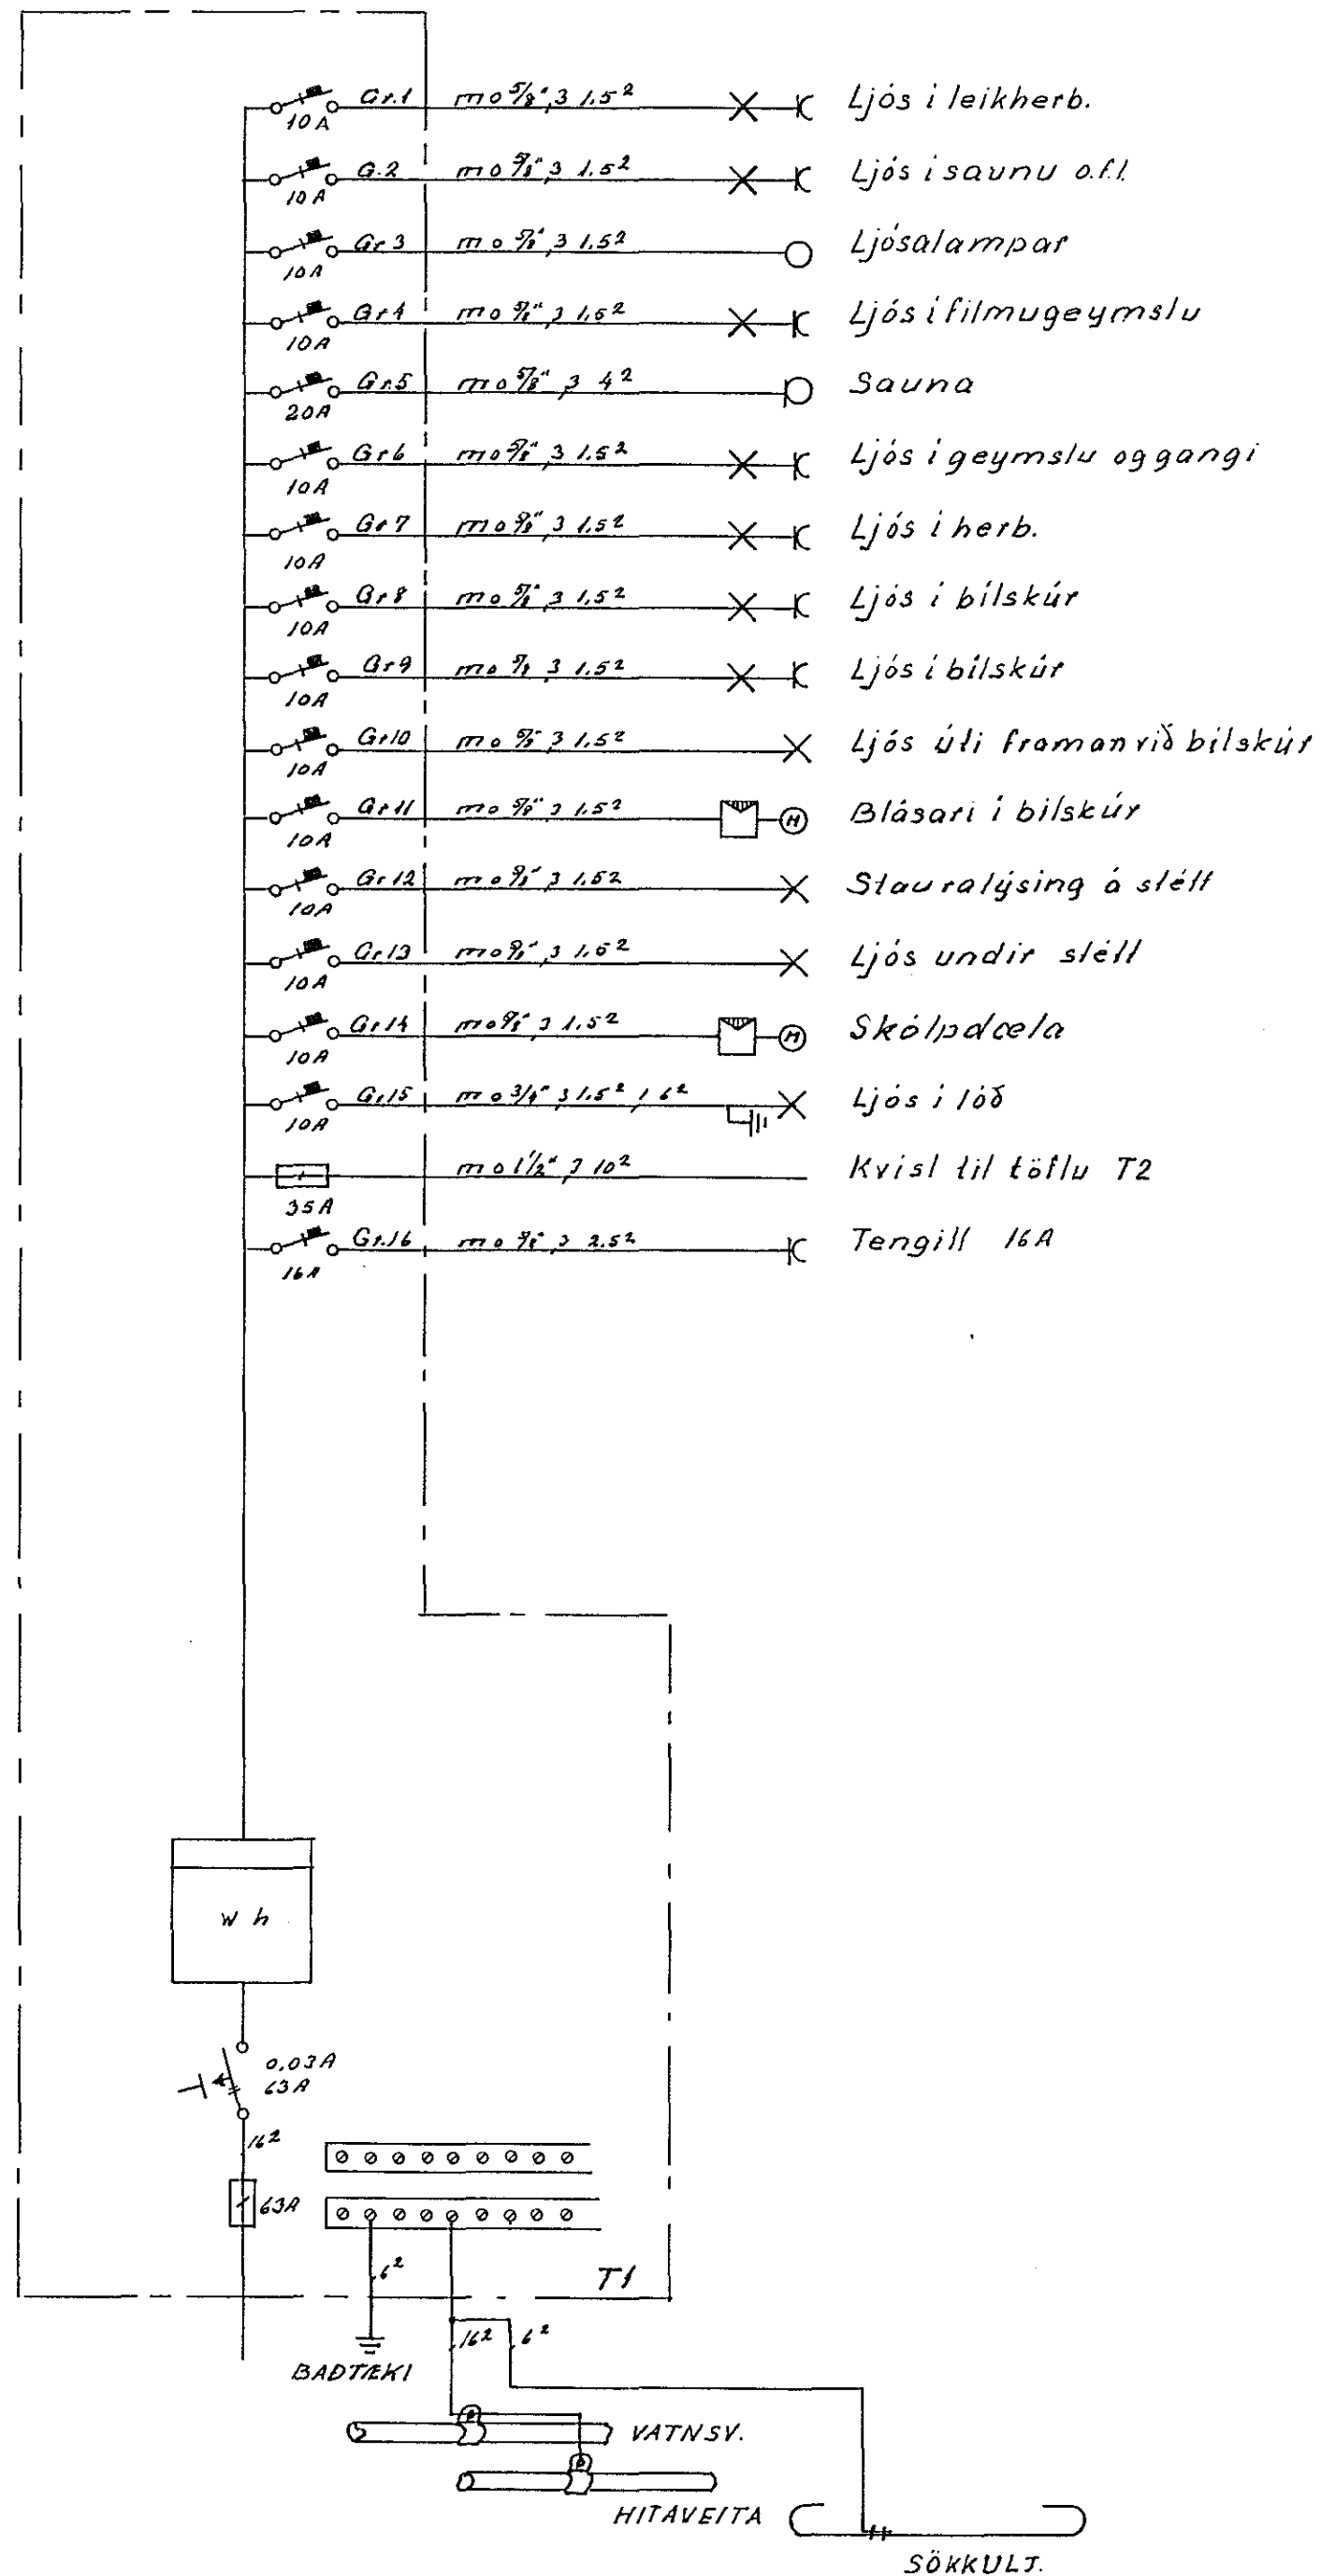 Gr.1 mo 5/8", 3 1.5² Ljós i leikherb.
10A
G.2 mo 5/8", 3 1.5² Ljós i saunu o.fl.
10A
Gr 3 mo 5/8", 3 1.5² Ljósalampar
10A
Gr 4 mo 5/8", 3 1.5² Ljós í filmugeymslu
10A
Gr.5 mo 5/8", 3 4² Sauna
20A
Gr 6 mo 5/8", 3 1.5² Ljós í geymslu og gangi
10A
Gr 7 mo 5/8", 3 1.5² Ljós i herb.
10A
Gr 8 mo 5/8", 3 1.5² Ljós i bílskúr
10A
Gr 9 mo 5/8, 3 1.5² Ljós í bílskúr
10A
Gr 10 mo 5/8", 3 1.5² Ljós úti framan við bílskúr
10A
Gr 11 mo 5/8", 3 1.5² Blásari i bilskúr
10A
Gr 12 mo 5/8", 3 1.5² Stauralýsing á stétt
10A
Gr.13 mo 5/8", 3 1.5² Ljós undir stétt
10A
Gr 14 mo 5/8", 3 1.5² M Skólpdæla
10A
Gr.15 mo 3/4" 3 1.5², 1 6² Ljós i lóð
10A
mo 1 1/2", 3 10² Kvisl til töflu T2
35A
Gr.16 mo 5/8", 3 2.5² Tengill 16A
16A
wh
0,03A
63A
16²
63A
6²
T1
16² 6²
BAÐTÆKI
VATNSV.
HITAVEITA
SÖKKULJ.